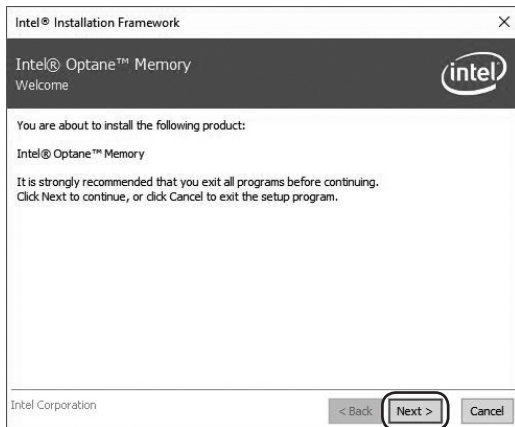 Intel® Installation Framework
Intel® Optane™ Memory
Welcome
intel
You are about to install the following product:
Intel® Optane™ Memory
It is strongly recommended that you exit all programs before continuing.
Click Next to continue, or click Cancel to exit the setup program.
Intel Corporation
< Back Next > Cancel